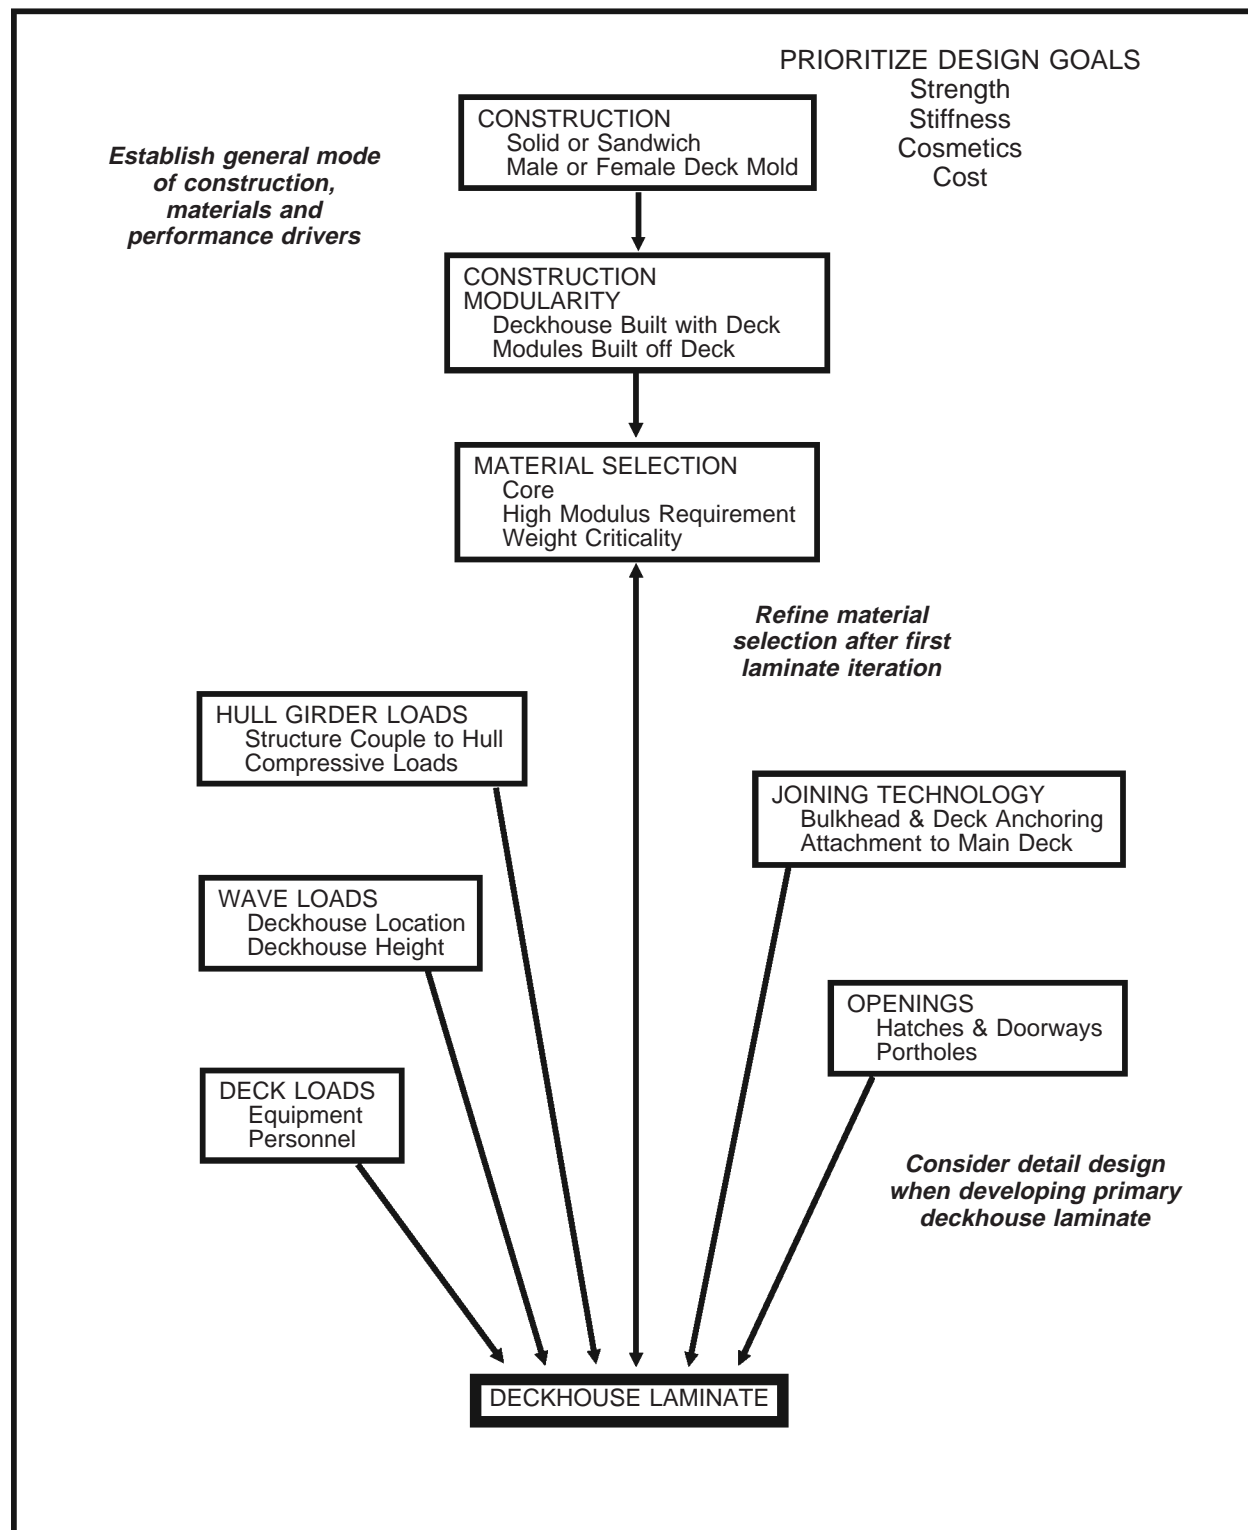 PRIORITIZE DESIGN GOALS
Strength
Stiffness
Cosmetics
Cost
CONSTRUCTION
Solid or Sandwich
Male or Female Deck Mold
Establish general mode
of construction,
materials and
performance drivers
CONSTRUCTION
MODULARITY
Deckhouse Built with Deck
Modules Built off Deck
MATERIAL SELECTION
Core
High Modulus Requirement
Weight Criticality
Refine material
selection after first
laminate iteration
HULL GIRDER LOADS
Structure Couple to Hull
Compressive Loads
JOINING TECHNOLOGY
Bulkhead & Deck Anchoring
Attachment to Main Deck
WAVE LOADS
Deckhouse Location
Deckhouse Height
OPENINGS
Hatches & Doorways
Portholes
DECK LOADS
Equipment
Personnel
Consider detail design
when developing primary
deckhouse laminate
DECKHOUSE LAMINATE